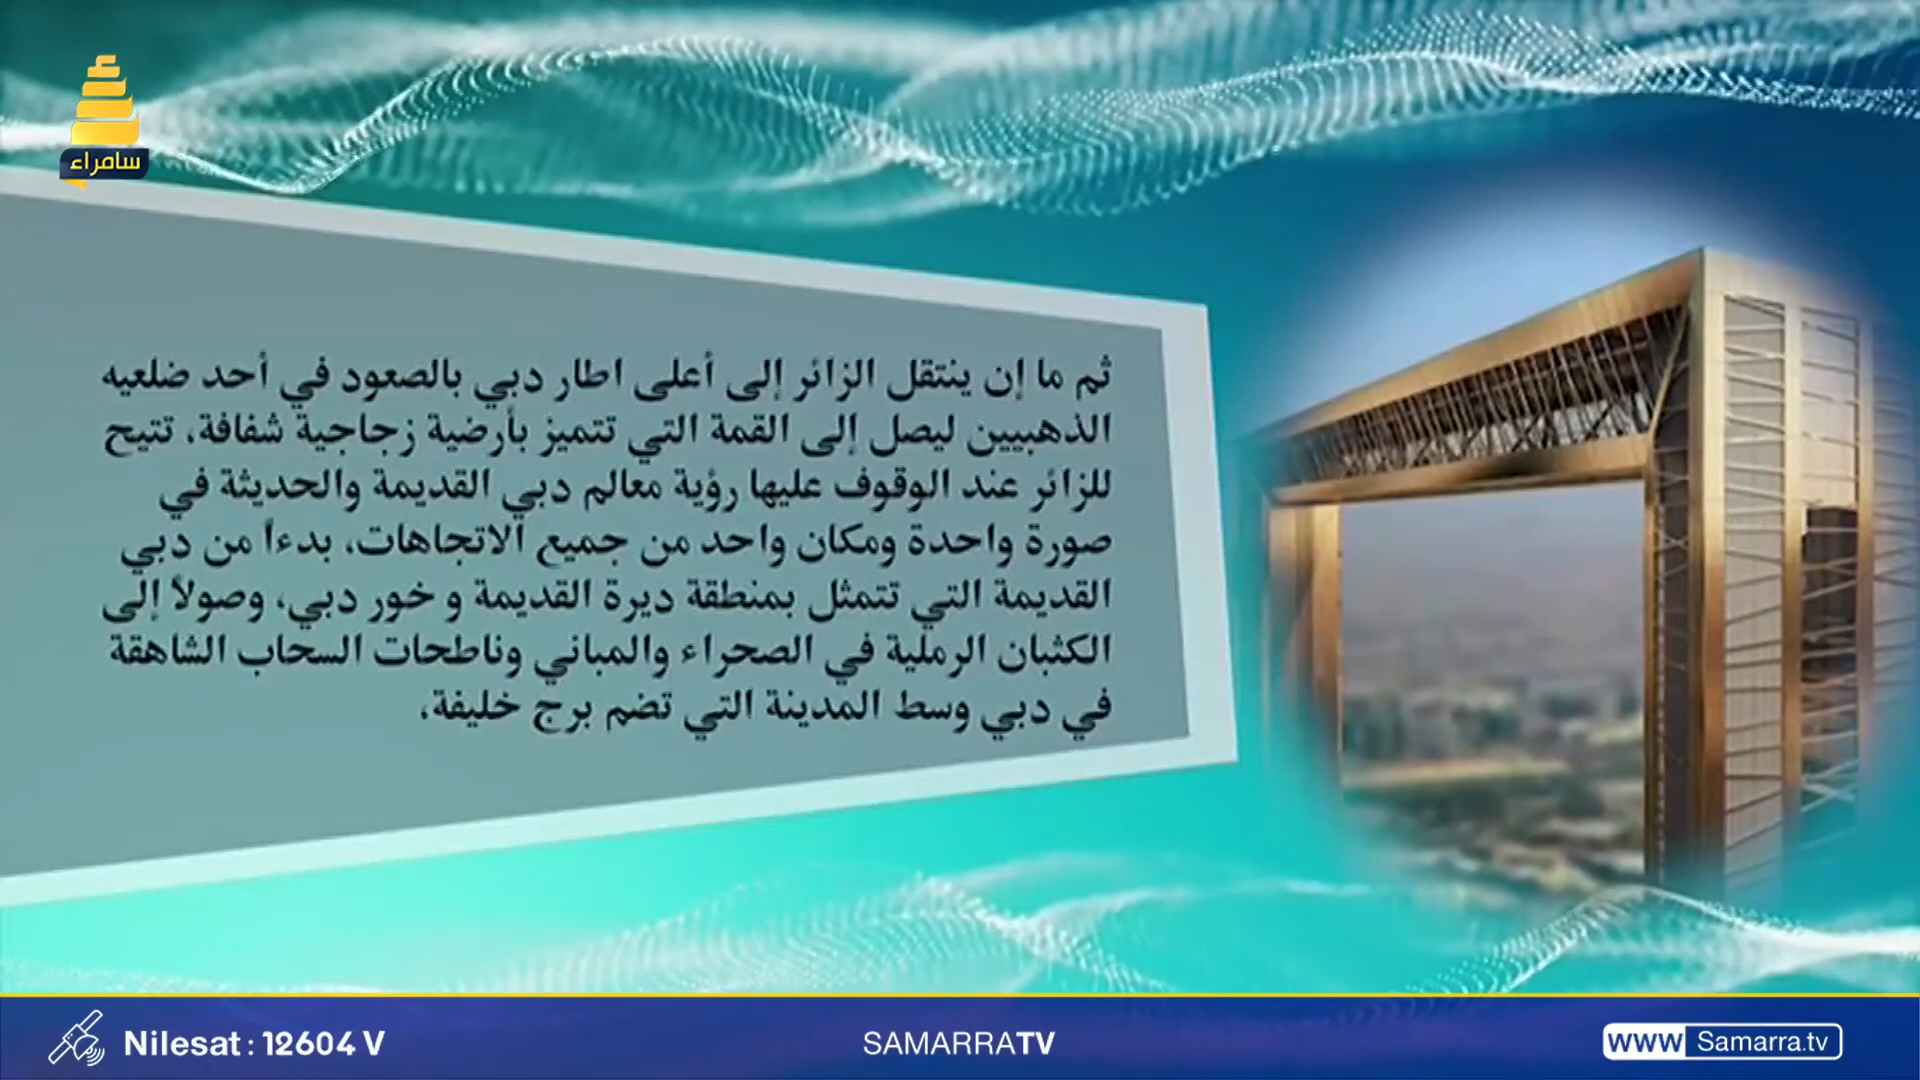 سامراء
ثم ما إن ينتقل الزائر إلى أعلى اطار دبي بالصعود في أحد ضلعيه
الذهبيين ليصل إلى القمة التي تتميز بأرضية زجاجية شفافة، تتيح
للزائر عند الوقوف عليها رؤية معالم دبي القديمة والحديثة في
صورة واحدة ومكان واحد من جميع الاتجاهات، بدءاً من دبي
القديمة التي تتمثل بمنطقة ديرة القديمة و خور دبي، وصولاً إلى
الكثبان الرملية في الصحراء والمباني وناطحات السحاب الشاهقة
في دبي وسط المدينة التي تضم برج خليفة،
Nilesat : 12604 V
SAMARRATV
www Samarra.tv